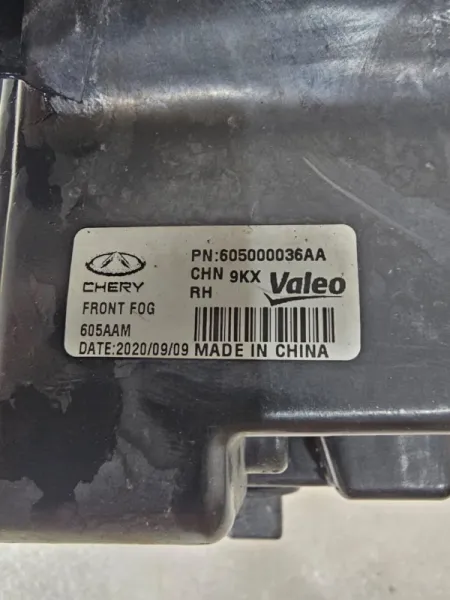 PN:605000036AA
CHERY
CHN 9KX Valeo
FRONT FOG RH
605AAM
DATE:2020/09/09 MADE IN CHINA